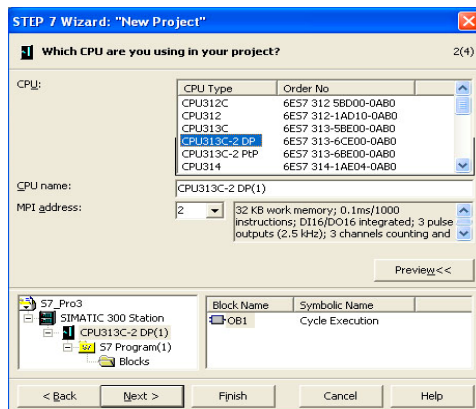 STEP 7 Wizard: "New Project"
Which CPU are you using in your project?
2(4)
CPU:
CPU Type Order No
CPU312C 6ES7 312 5BD00-0AB0
CPU312 6ES7 312-1AD10-0AB0
CPU313C 6ES7 313-5BE00-0AB0
CPU313C-2 DP 6ES7 313-6CE00-0AB0
CPU313C-2 PtP 6ES7 313-6BE00-0AB0
CPU314 6ES7 314-1AE04-0AB0
CPU name:
CPU313C-2 DP(1)
MPI address:
2
32 KB work memory; 0.1ms/1000
instructions; DI16/DO16 integrated; 3 pulse
outputs (2.5 kHz); 3 channels counting and
Preview<<
S7_Pro3
SIMATIC 300 Station
CPU313C-2 DP(1)
S7 Program(1)
Blocks
Block Name Symbolic Name
OB1 Cycle Execution
< Back Next > Finish Cancel Help